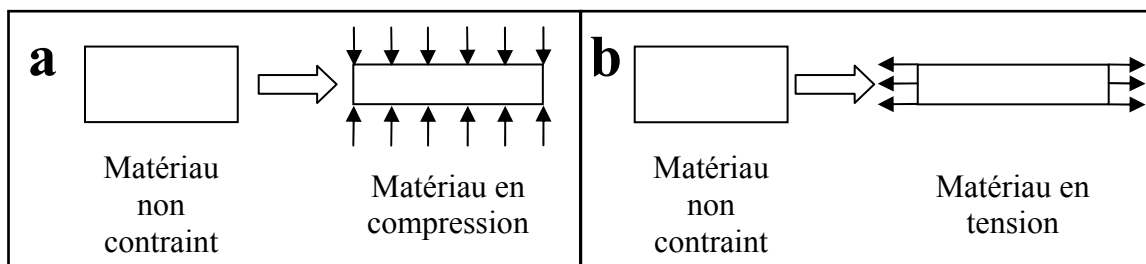 a
Matériau
non
contraint
Matériau en
compression
b
Matériau
non
contraint
Matériau en
tension